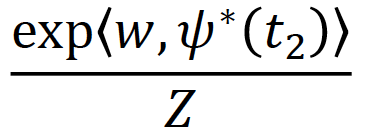 exp⟨w, ψ*(t₂)⟩
Z